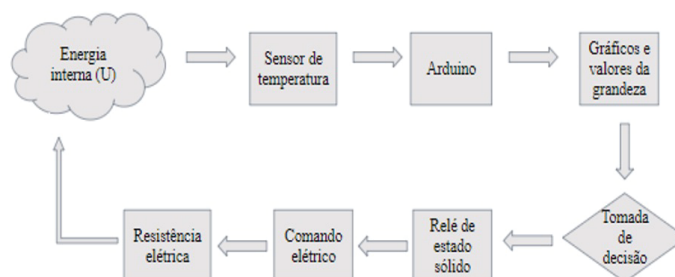 Energia
interna (U)
Sensor de
temperatura
Arduino
Gráficos e
valores da
grandeza
Tomada
de
decisão
Relé de
estado
sólido
Comando
elétrico
Resistência
elétrica